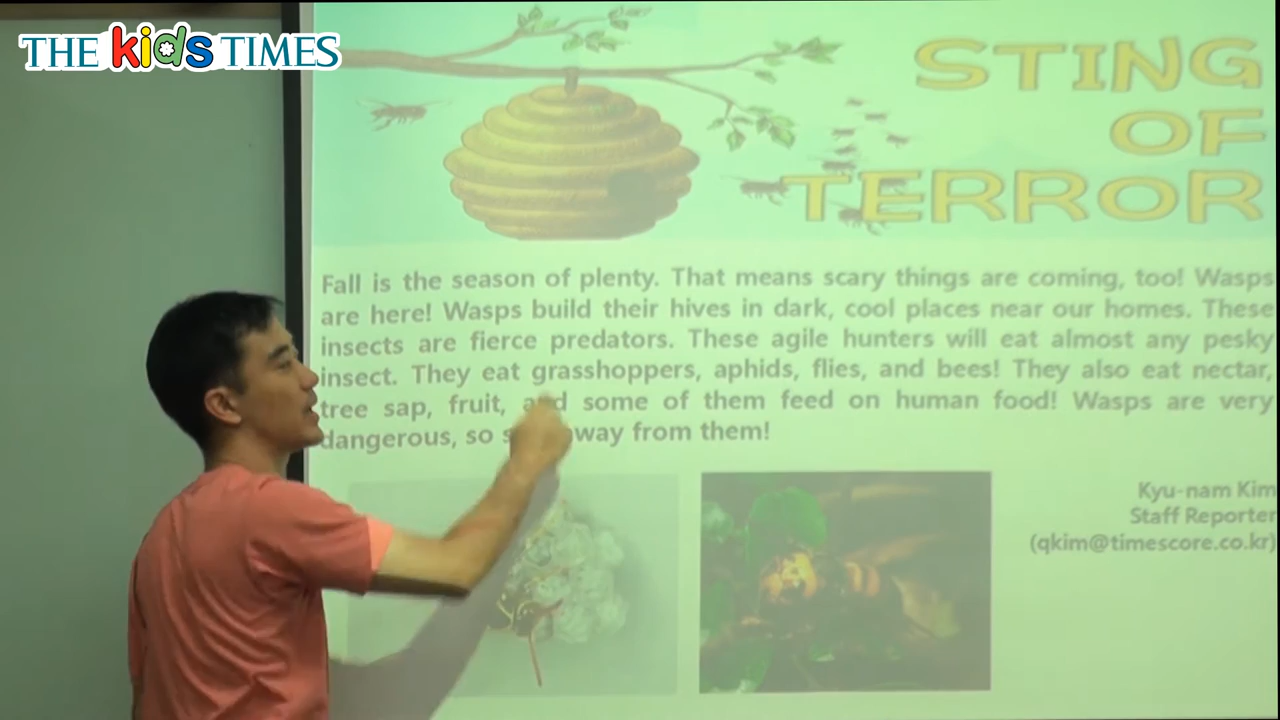 THE kids TIMES
STING
OF
TERROR
Fall is the season of plenty. That means scary things are coming, too! Wasps
are here! Wasps build their hives in dark, cool places near our homes. These
insects are fierce predators. These agile hunters will eat almost any pesky
insect. They eat grasshoppers, aphids, flies, and bees! They also eat nectar,
tree sap, fruit, and some of them feed on human food! Wasps are very
dangerous, so way from them!
Kyu-nam Kim
Staff Reporter
(qkim@timescore.co.kr)